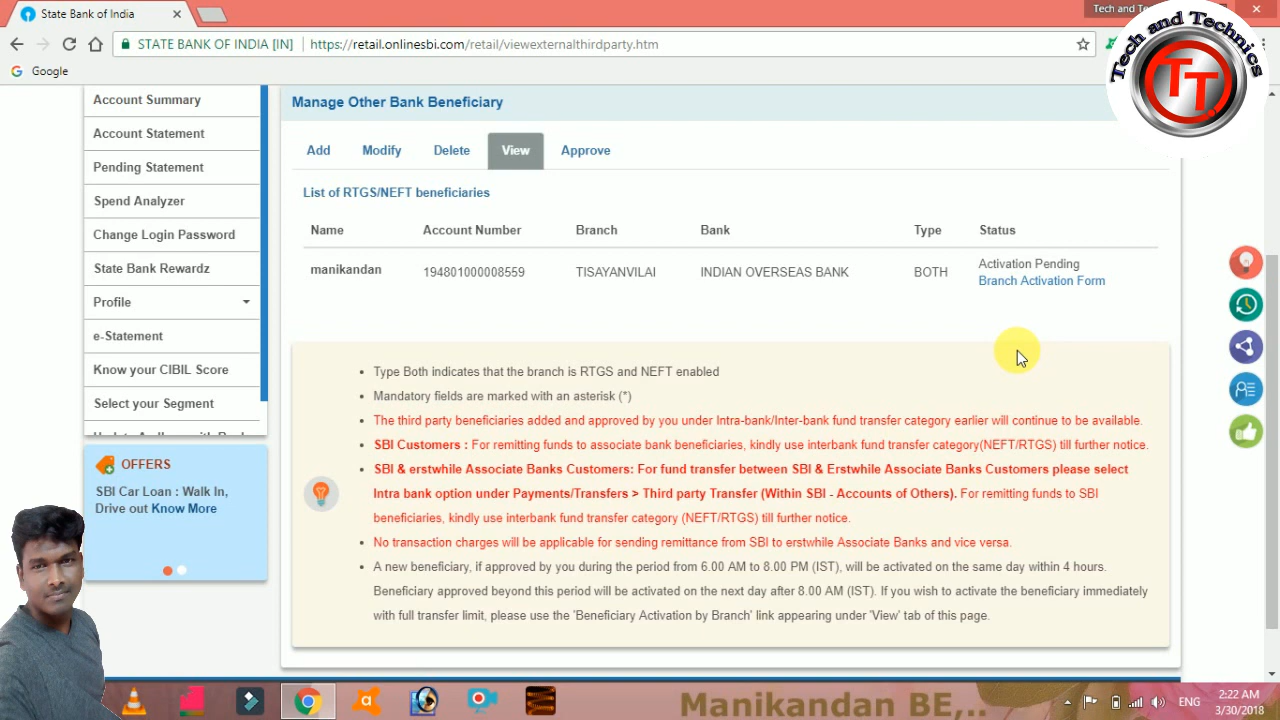 State Bank of India
Tech and Tech
STATE BANK OF INDIA [IN] https://retail.onlinesbi.com/retail/viewexternalthirdparty.htm
Tech and Technics
TT
Google
Account Summary
Account Statement
Pending Statement
Spend Analyzer
Change Login Password
State Bank Rewardz
Profile
e-Statement
Know your CIBIL Score
Select your Segment
OFFERS
SBI Car Loan : Walk In,
Drive out Know More
Manage Other Bank Beneficiary
Add Modify Delete View Approve
List of RTGS/NEFT beneficiaries
Name Account Number Branch Bank Type Status
manikandan 194801000008559 TISAYANVILAI INDIAN OVERSEAS BANK BOTH Activation Pending
Branch Activation Form
• Type Both indicates that the branch is RTGS and NEFT enabled
• Mandatory fields are marked with an asterisk (*)
• The third party beneficiaries added and approved by you under Intra-bank/Inter-bank fund transfer category earlier will continue to be available.
• SBI Customers : For remitting funds to associate bank beneficiaries, kindly use interbank fund transfer category(NEFT/RTGS) till further notice.
• SBI & erstwhile Associate Banks Customers: For fund transfer between SBI & Erstwhile Associate Banks Customers please select
Intra bank option under Payments/Transfers > Third party Transfer (Within SBI - Accounts of Others). For remitting funds to SBI
beneficiaries, kindly use interbank fund transfer category (NEFT/RTGS) till further notice.
• No transaction charges will be applicable for sending remittance from SBI to erstwhile Associate Banks and vice versa.
• A new beneficiary, if approved by you during the period from 6.00 AM to 8.00 PM (IST), will be activated on the same day within 4 hours.
Beneficiary approved beyond this period will be activated on the next day after 8.00 AM (IST). If you wish to activate the beneficiary immediately
with full transfer limit, please use the 'Beneficiary Activation by Branch' link appearing under 'View' tab of this page.
Manikandan BE,..
ENG
2:22 AM
3/30/2018